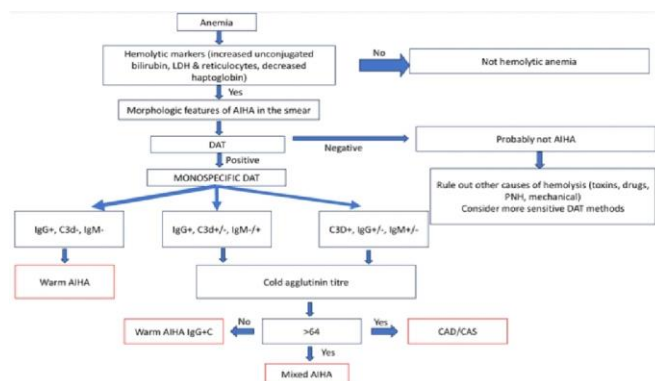 Anemia
Hemolytic markers (increased unconjugated
bilirubin, LDH & reticulocytes, decreased
haptoglobin)
No
Not hemolytic anemia
Yes
Morphologic features of AIHA in the smear
DAT
Negative
Probably not AIHA
Positive
MONOSPECIFIC DAT
Rule out other causes of hemolysis (toxins, drugs,
PNH, mechanical)
Consider more sensitive DAT methods
IgG+, C3d-, IgM-
IgG+, C3d+/-, IgM-/+
C3D+, IgG+/-, IgM+/-
Warm AIHA
Cold agglutinin titre
Warm AIHA IgG+C
No
>64
Yes
CAD/CAS
Yes
Mixed AIHA